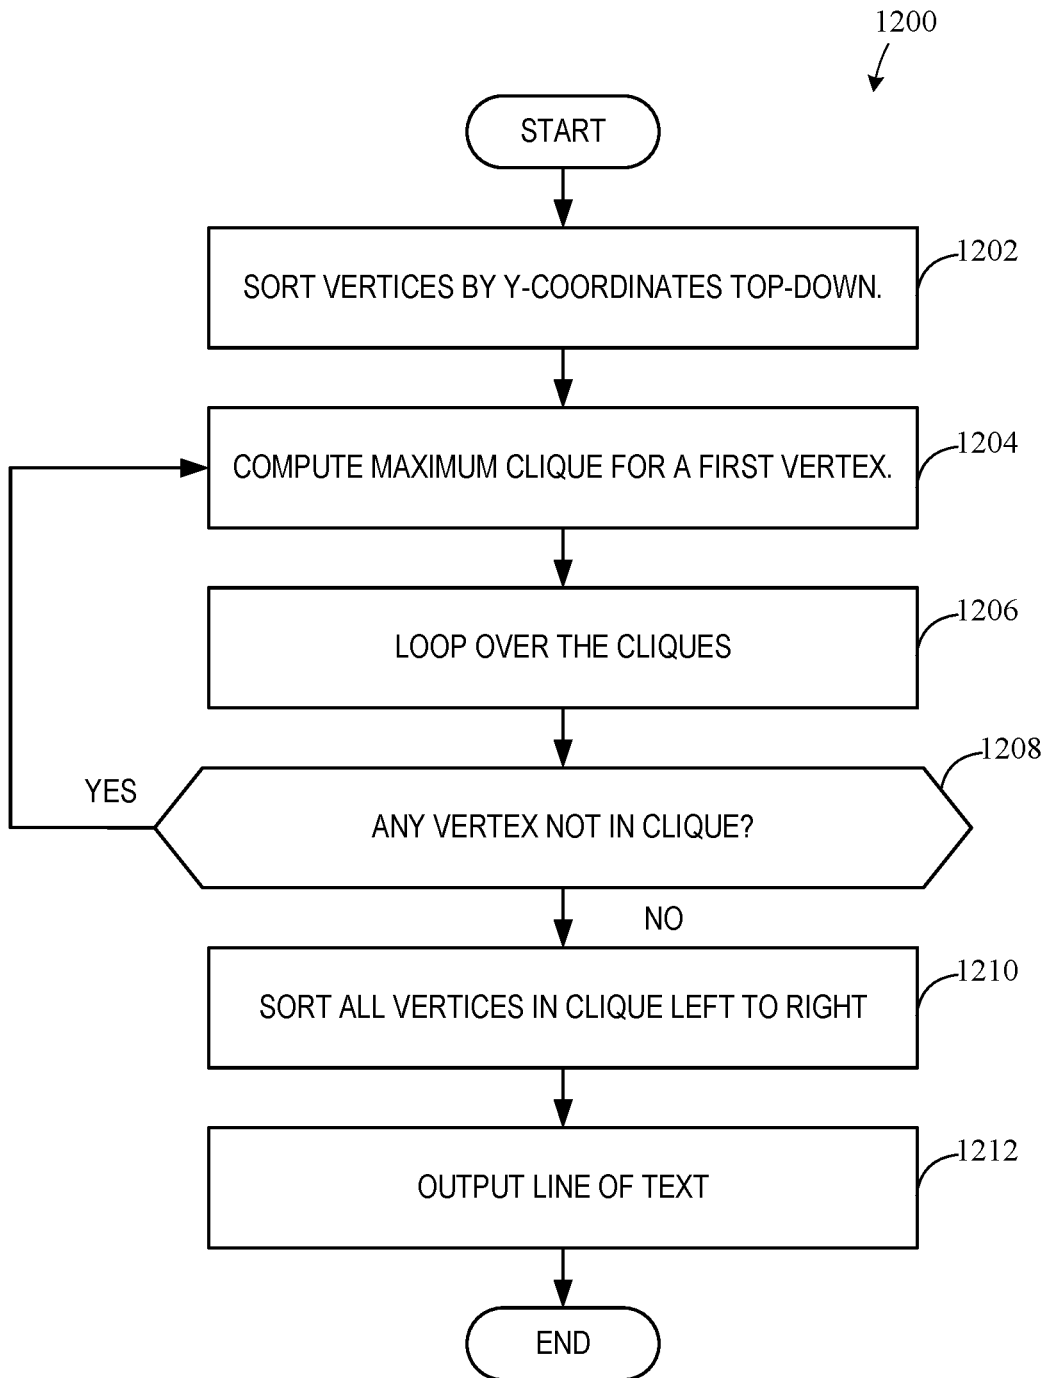 1200
START
1202
SORT VERTICES BY Y-COORDINATES TOP-DOWN.
1204
COMPUTE MAXIMUM CLIQUE FOR A FIRST VERTEX.
1206
LOOP OVER THE CLIQUES
1208
YES
ANY VERTEX NOT IN CLIQUE?
NO
1210
SORT ALL VERTICES IN CLIQUE LEFT TO RIGHT
1212
OUTPUT LINE OF TEXT
END